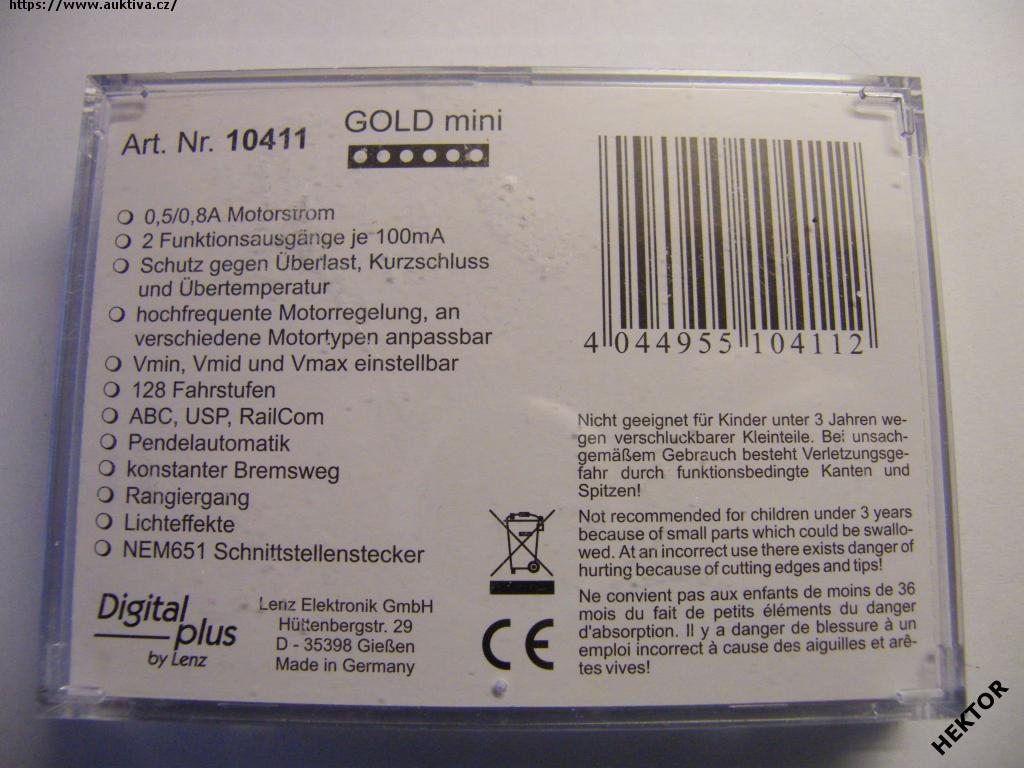 https://www.auktiva.cz/
Art. Nr. 10411
GOLD mini
0,5/0,8A Motorstrom
2 Funktionsausgänge je 100mA
Schutz gegen Überlast, Kurzschluss
und Übertemperatur
hochfrequente Motorregelung, an
verschiedene Motortypen anpassbar
Vmin, Vmid und Vmax einstellbar
128 Fahrstufen
ABC, USP, RailCom
Pendelautomatik
konstanter Bremsweg
Rangiergang
Lichteffekte
NEM651 Schnittstellenstecker
Digital
plus
by Lenz
Lenz Elektronik GmbH
Hüttenbergstr. 29
D - 35398 Gießen
Made in Germany
4 044955 104112
Nicht geeignet für Kinder unter 3 Jahren we-
gen verschluckbarer Kleinteile. Bei unsach-
gemäßem Gebrauch besteht Verletzungsge-
fahr durch funktionsbedingte Kanten und
Spitzen!
Not recommended for children under 3 years
because of small parts which could be swallo-
wed. At an incorrect use there exists danger of
hurting because of cutting edges and tips!
Ne convient pas aux enfants de moins de 36
mois du fait de petits éléments du danger
d'absorption. Il y a danger de blessure à un
emploi incorrect à cause des aiguilles et arê-
tes vives!
CE
HEKTOR